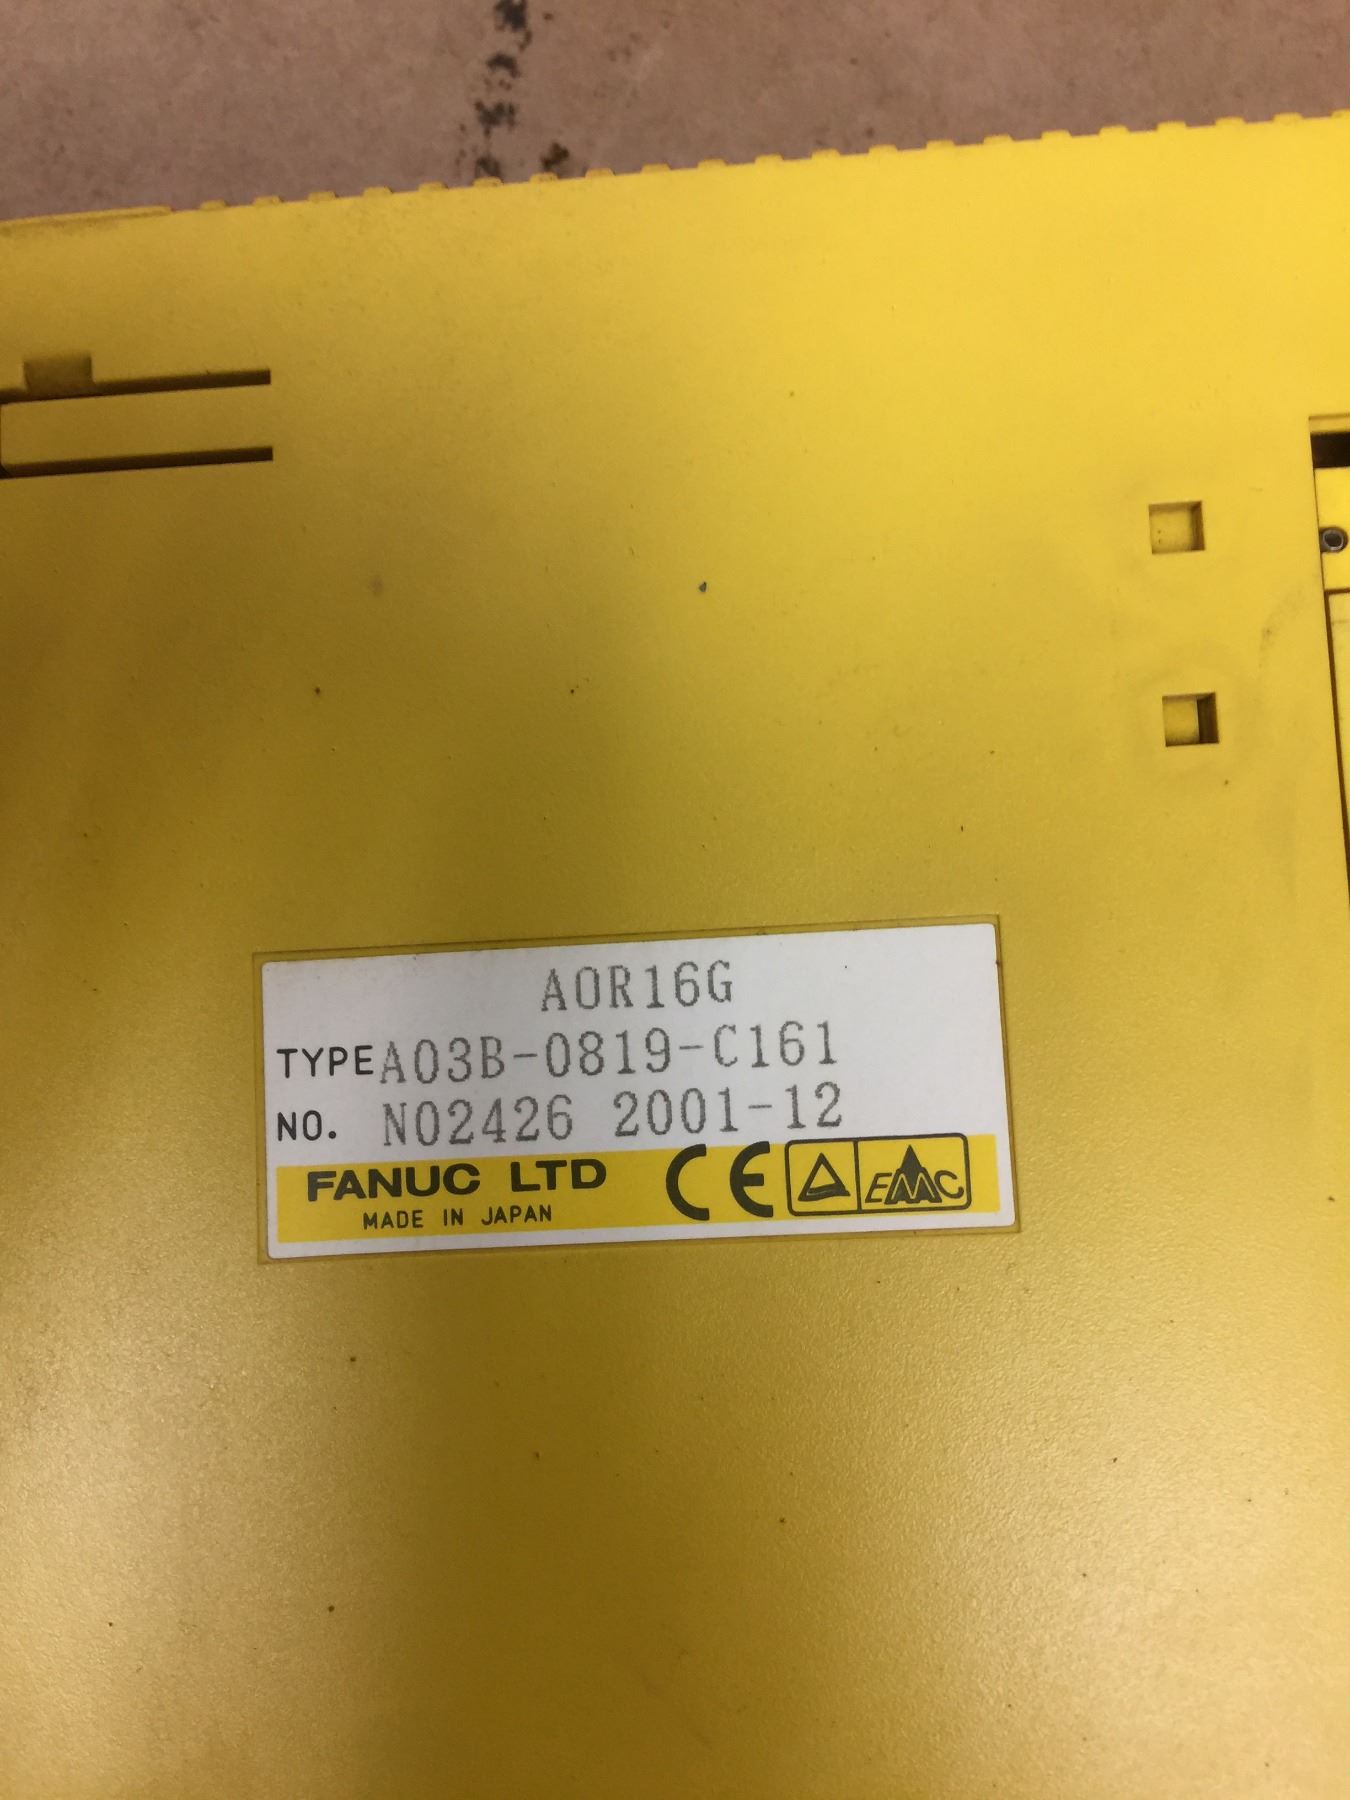 AOR16G
TYPE A03B-0819-C161
NO. N02426 2001-12
FANUC LTD CE EMC
MADE IN JAPAN